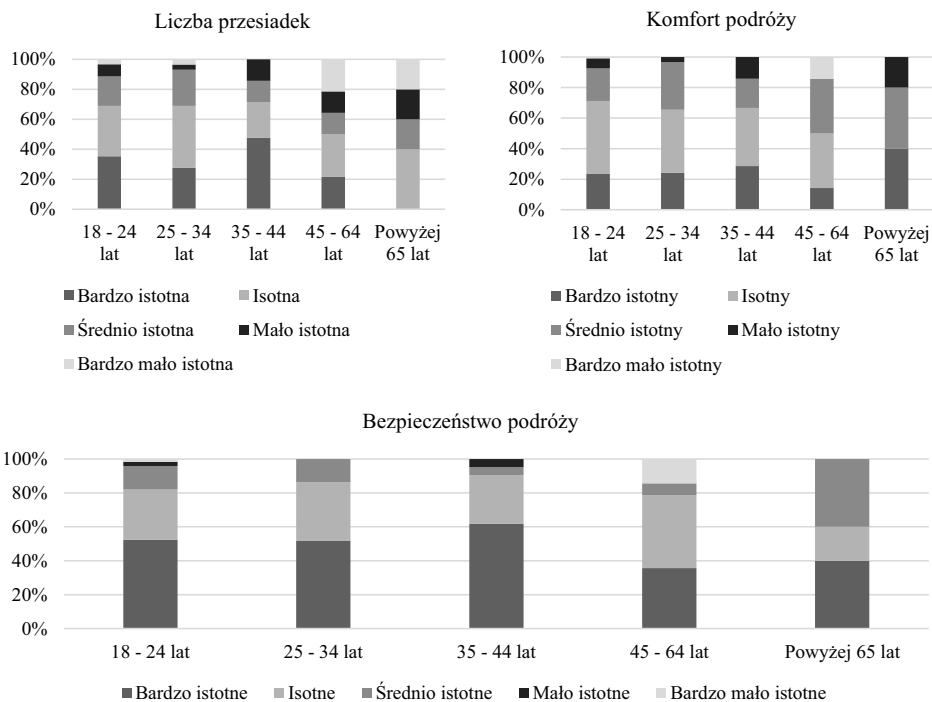 Liczba przesiadek
100%
80%
60%
40%
20%
0%
18 - 24 lat
25 - 34 lat
35 - 44 lat
45 - 64 lat
Powyżej 65 lat
Bardzo istotna
Isotna
Średnio istotna
Mało istotna
Bardzo mało istotna
Komfort podróży
100%
80%
60%
40%
20%
0%
18 - 24 lat
25 - 34 lat
35 - 44 lat
45 - 64 lat
Powyżej 65 lat
Bardzo istotny
Isotny
Średnio istotny
Mało istotny
Bardzo mało istotny
Bezpieczeństwo podróży
100%
80%
60%
40%
20%
0%
18 - 24 lat
25 - 34 lat
35 - 44 lat
45 - 64 lat
Powyżej 65 lat
Bardzo istotne
Isotne
Średnio istotne
Mało istotne
Bardzo mało istotne